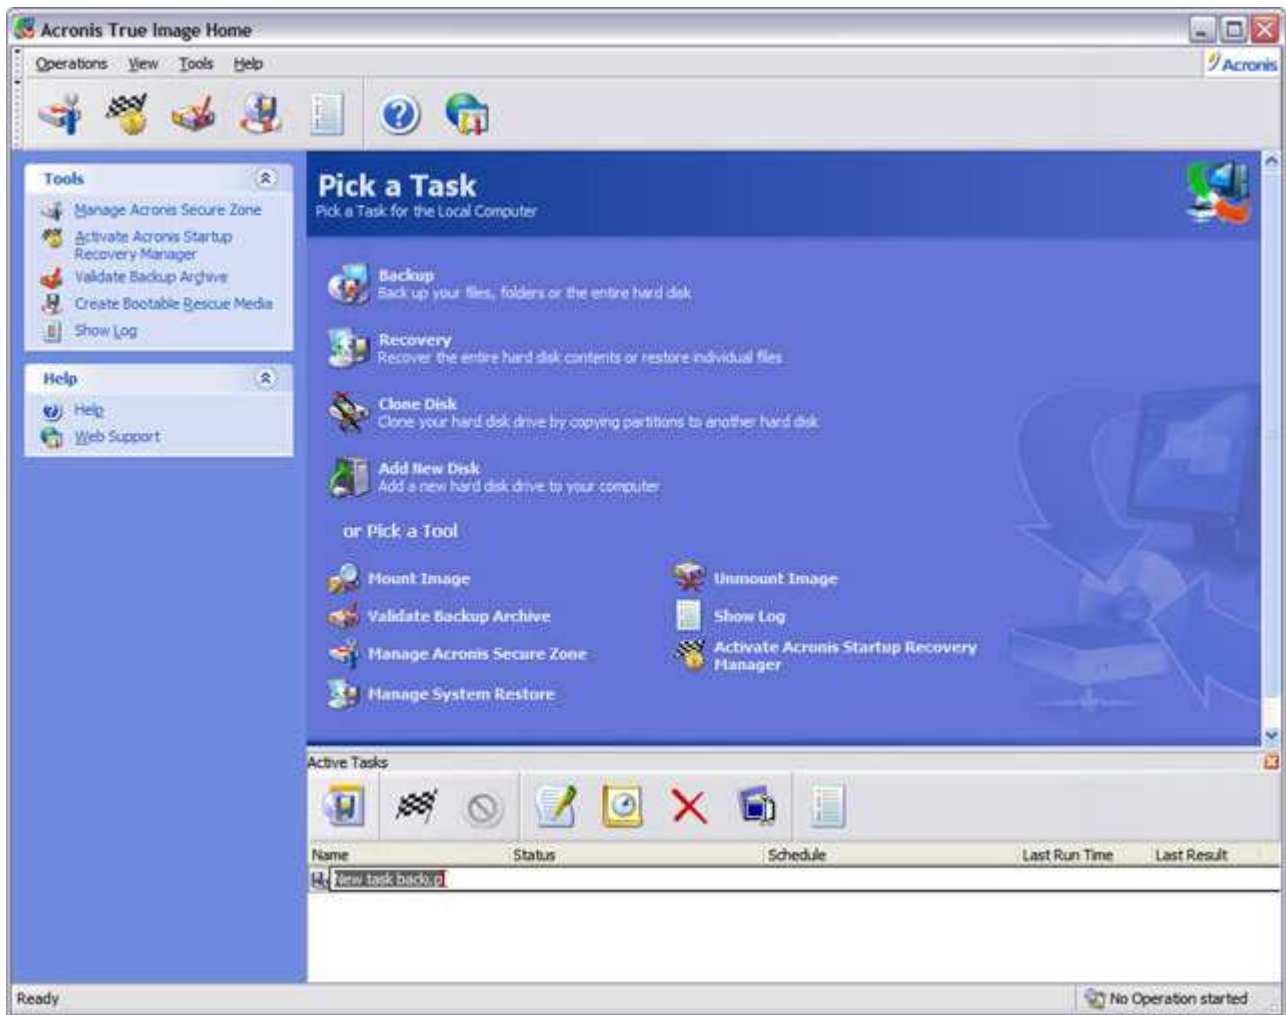 Acronis True Image Home
Operations View Tools Help
Acronis
Tools
Manage Acronis Secure Zone
Activate Acronis Startup
Recovery Manager
Validate Backup Archive
Create Bootable Rescue Media
Show Log
Help
Help
Web Support
Pick a Task
Pick a Task for the Local Computer
Backup
Back up your files, folders or the entire hard disk
Recovery
Recover the entire hard disk contents or restore individual files
Clone Disk
Clone your hard disk drive by copying partitions to another hard disk
Add New Disk
Add a new hard disk drive to your computer
or Pick a Tool
Mount Image
Unmount Image
Validate Backup Archive
Show Log
Manage Acronis Secure Zone
Activate Acronis Startup Recovery
Manager
Manage System Restore
Active Tasks
Name Status Schedule Last Run Time Last Result
New task backup
Ready
No Operation started